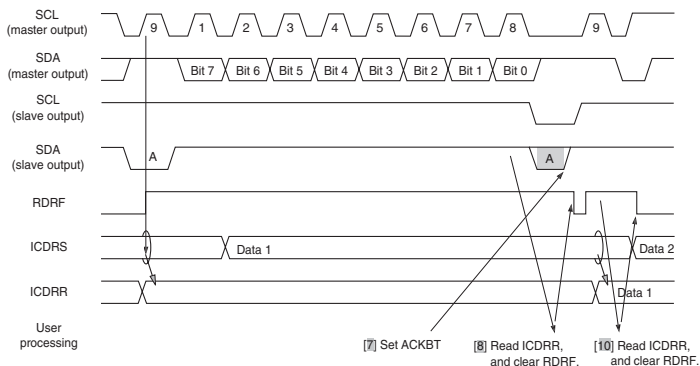 SCL
(master output)
9
1
2
3
4
5
6
7
8
9
SDA
(master output)
Bit 7
Bit 6
Bit 5
Bit 4
Bit 3
Bit 2
Bit 1
Bit 0
SCL
(slave output)
SDA
(slave output)
A
A
RDRF
ICDRS
Data 1
Data 2
ICDRR
Data 1
User
processing
[7] Set ACKBT
[8] Read ICDRR,
and clear RDRF.
[10] Read ICDRR,
and clear RDRF.